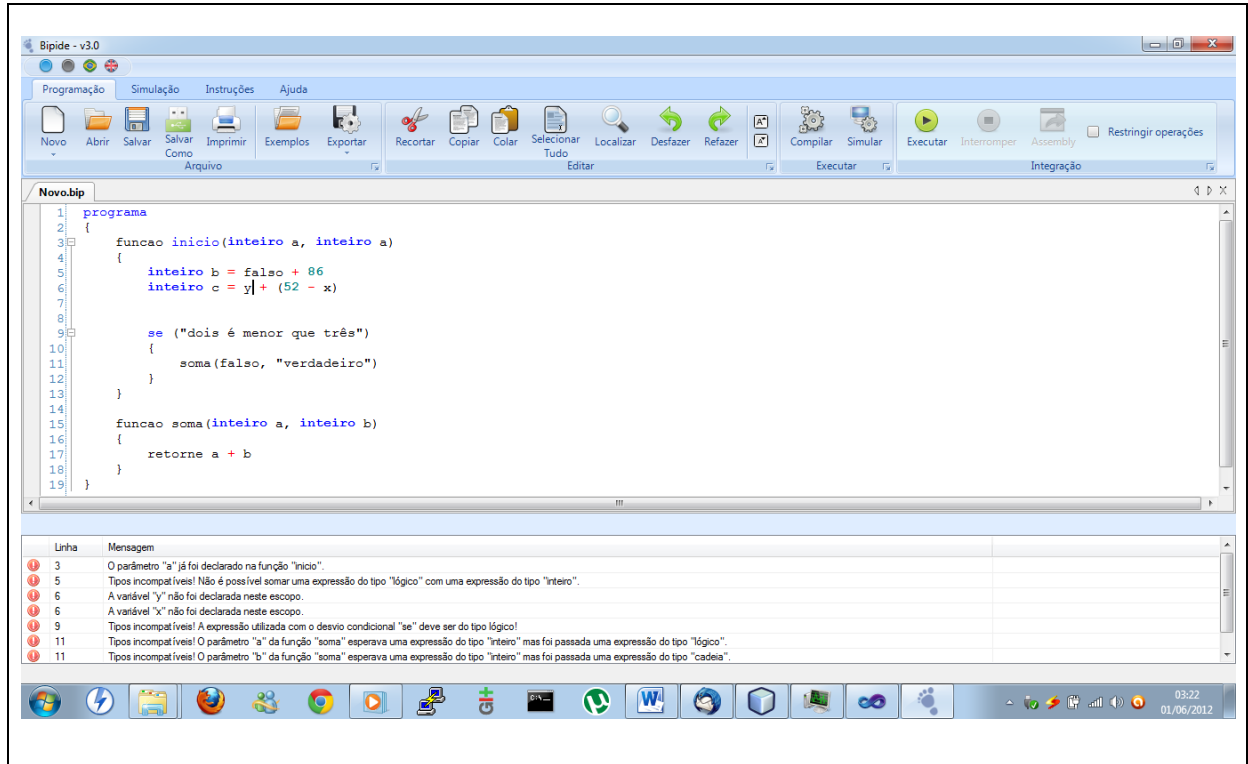 Bipide - v3.0
Programação Simulação Instruções Ajuda
Novo Abrir Salvar Salvar Como Imprimir Exemplos Exportar Recortar Copiar Colar Selecionar Tudo Localizar Desfazer Refazer Compilar Simular Executar Interromper Assembly Restringir operações
Arquivo Editar Executar Integração
Novo.bip
1 programa
2 {
3 funcao inicio(inteiro a, inteiro a)
4 {
5 inteiro b = falso + 86
6 inteiro c = y + (52 - x)
7
8
9 se ("dois é menor que três")
10 {
11 soma(falso, "verdadeiro")
12 }
13 }
14
15 funcao soma(inteiro a, inteiro b)
16 {
17 retorne a + b
18 }
19 }
Linha Mensagem
3 O parâmetro "a" já foi declarado na função "inicio".
5 Tipos incompatíveis! Não é possível somar uma expressão do tipo "lógico" com uma expressão do tipo "inteiro".
6 A variável "y" não foi declarada neste escopo.
6 A variável "x" não foi declarada neste escopo.
9 Tipos incompatíveis! A expressão utilizada com o desvio condicional "se" deve ser do tipo lógico!
11 Tipos incompatíveis! O parâmetro "a" da função "soma" esperava uma expressão do tipo "inteiro" mas foi passada uma expressão do tipo "lógico".
11 Tipos incompatíveis! O parâmetro "b" da função "soma" esperava uma expressão do tipo "inteiro" mas foi passada uma expressão do tipo "cadeia".
git
03:22
01/06/2012